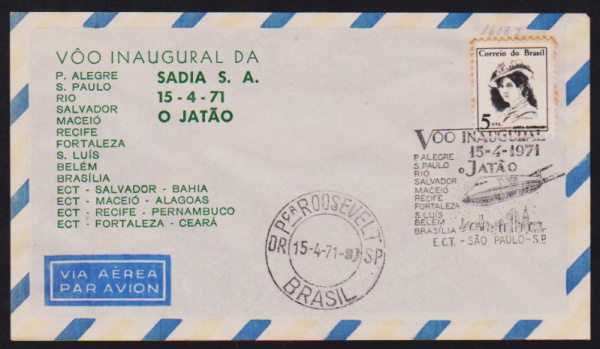 VÔO INAUGURAL DA
P. ALEGRE
S. PAULO
RIO
SALVADOR
MACEIÓ
RECIFE
FORTALEZA
S. LUÍS
BELÉM
BRASÍLIA
SADIA S. A.
15-4-71
O JATÃO
ECT - SALVADOR - BAHIA
ECT - MACEIÓ - ALAGOAS
ECT - RECIFE - PERNAMBUCO
ECT - FORTALEZA - CEARÁ
VIA AÉREA
PAR AVION
PÇA ROOSEVELT
DR 15-4-71 SP
BRASIL
Correio do Brasil
5
VÔO INAUGURAL
15-4-1971
O JATÃO
P. ALEGRE
S. PAULO
RIO
SALVADOR
MACEIÓ
RECIFE
FORTALEZA
S. LUÍS
BELÉM
BRASÍLIA
E.C.T. - SÃO PAULO - S.P.